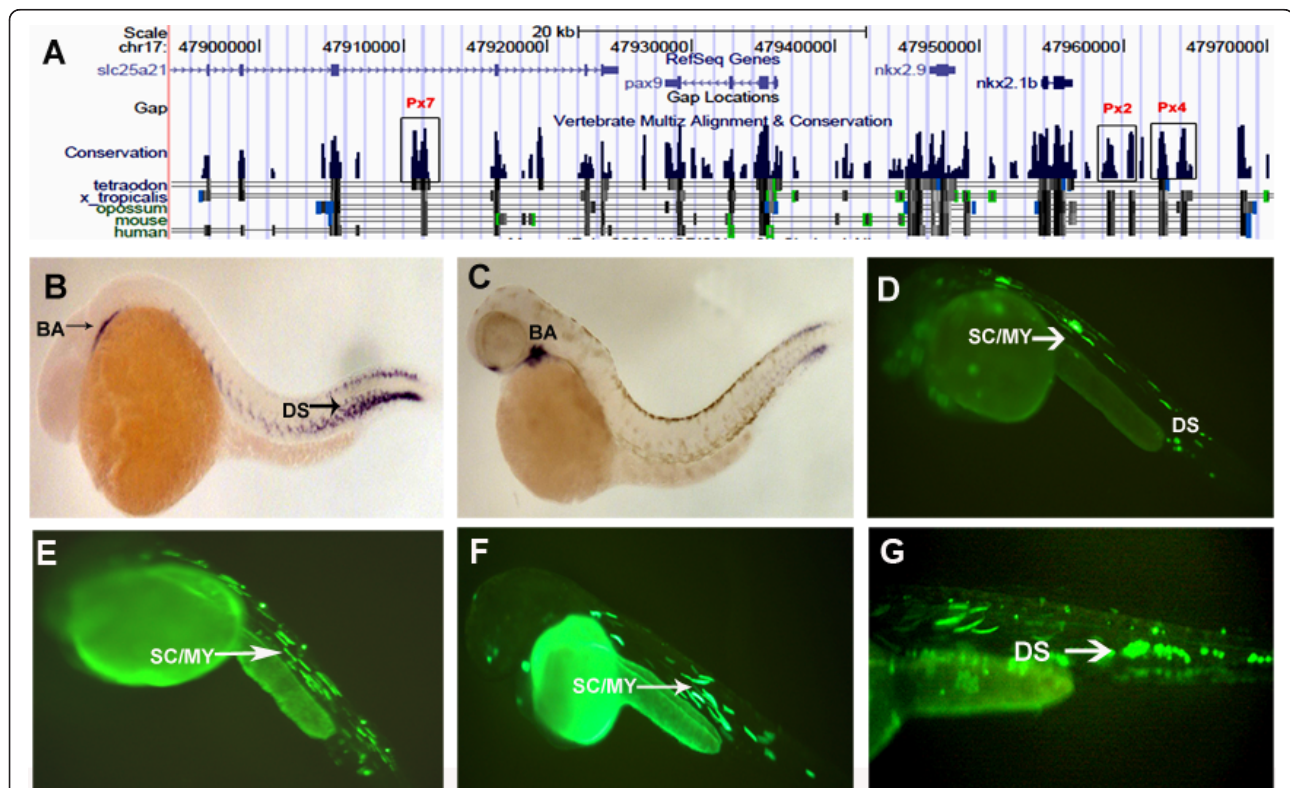 A
Scale
20 kb
chr17:
47900000
47910000
47920000
47930000
47940000
47950000
47960000
47970000
RefSeq Genes
slc25a21
pax9
nkx2.9
nkx2.1b
Gap Locations
Gap
Px7
Px2
Px4
Vertebrate Multiz Alignment & Conservation
Conservation
tetraodon
x_tropicalis
opossum
mouse
human
B
BA
DS
C
BA
D
SC/MY
DS
E
SC/MY
F
SC/MY
G
DS